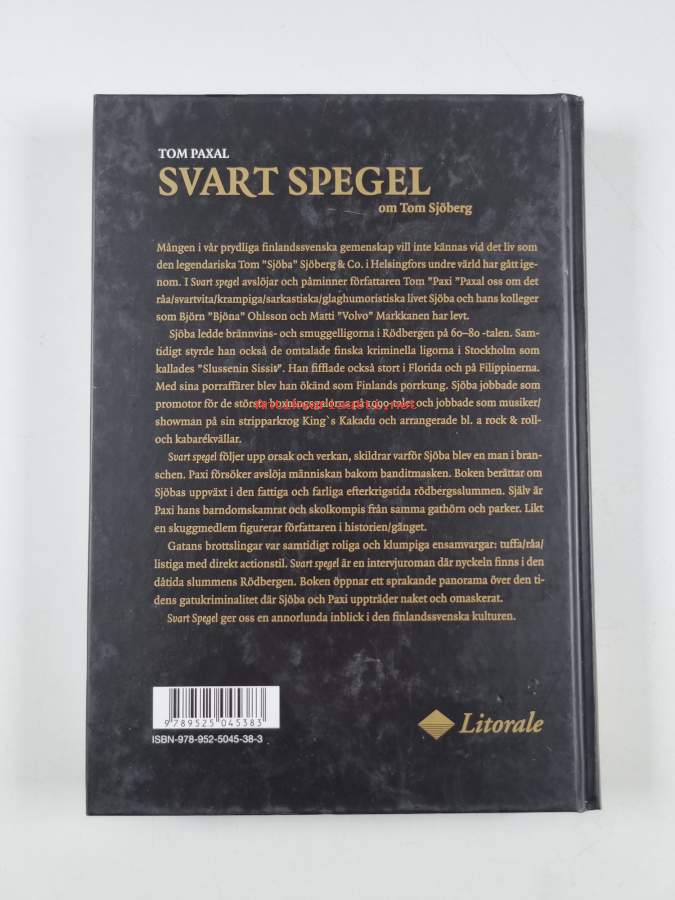 TOM PAXAL
SVART SPEGEL
om Tom Sjöberg
Mången i vår prydliga finlandssvenska gemenskap vill inte kännas vid det liv som
den legendariska Tom "Sjöba" Sjöberg & Co. i Helsingfors undre värld har gått ige-
nom. I Svart spegel avslöjar och påminner författaren Tom "Paxi "Paxal oss om det
råa/svartvita/krampiga/sarkastiska/glaghumoristiska livet Sjöba och hans kolleger
som Björn "Bjöna" Ohlsson och Matti "Volvo" Markkanen har levt.
Sjöba ledde brännvins- och smuggelligorna i Rödbergen på 60–80 -talen. Sam-
tidigt styrde han också de omtalade finska kriminella ligorna i Stockholm som
kallades "Slussenin Sissit". Han fifflade också stort i Florida och på Filippinerna.
Med sina porraffärer blev han ökänd som Finlands porrkung. Sjöba jobbade som
promotor för de största boxningsgalorna på 1990-talet och jobbade som musiker/
showman på sin stripparkrog King`s Kakadu och arrangerade bl. a rock & roll-
och kabarékvällar.
Svart spegel följer upp orsak och verkan, skildrar varför Sjöba blev en man i bran-
schen. Paxi försöker avslöja människan bakom banditmasken. Boken berättar om
Sjöbas uppväxt i den fattiga och farliga efterkrigstida rödbergsslummen. Själv är
Paxi hans barndomskamrat och skolkompis från samma gathörn och parker. Likt
en skuggmedlem figurerar författaren i historien/gänget.
Gatans brottslingar var samtidigt roliga och klumpiga ensamvargar: tuffa/råa/
listiga med direkt actionstil. Svart spegel är en intervjuroman där nyckeln finns i den
dåtida slummens Rödbergen. Boken öppnar ett sprakande panorama över den ti-
dens gatukriminalitet där Sjöba och Paxi uppträder naket och omaskerat.
Svart Spegel ger oss en annorlunda inblick i den finlandssvenska kulturen.
9 789525 045383
ISBN-978-952-5045-38-3
Litorale